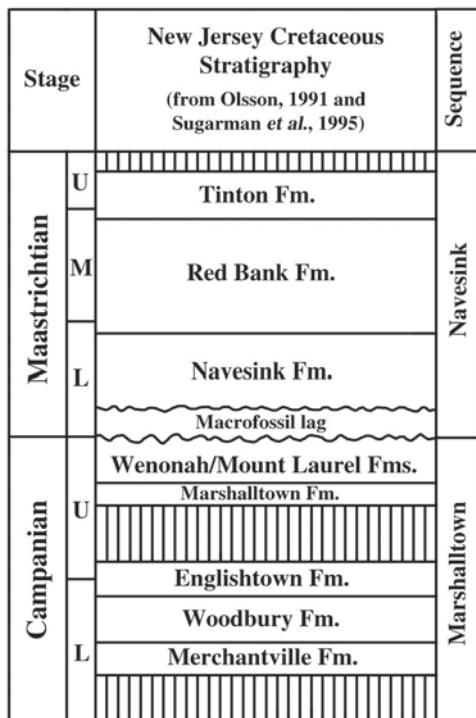 Stage
New Jersey Cretaceous
Stratigraphy
(from Olsson, 1991 and
Sugarman et al., 1995)
Sequence
Maastrichtian
U
M
L
Tinton Fm.
Red Bank Fm.
Navesink Fm.
Macrofossil lag
Navesink
Campanian
U
L
Wenonah/Mount Laurel Fms.
Marshalltown Fm.
Englishtown Fm.
Woodbury Fm.
Merchantville Fm.
Marshalltown